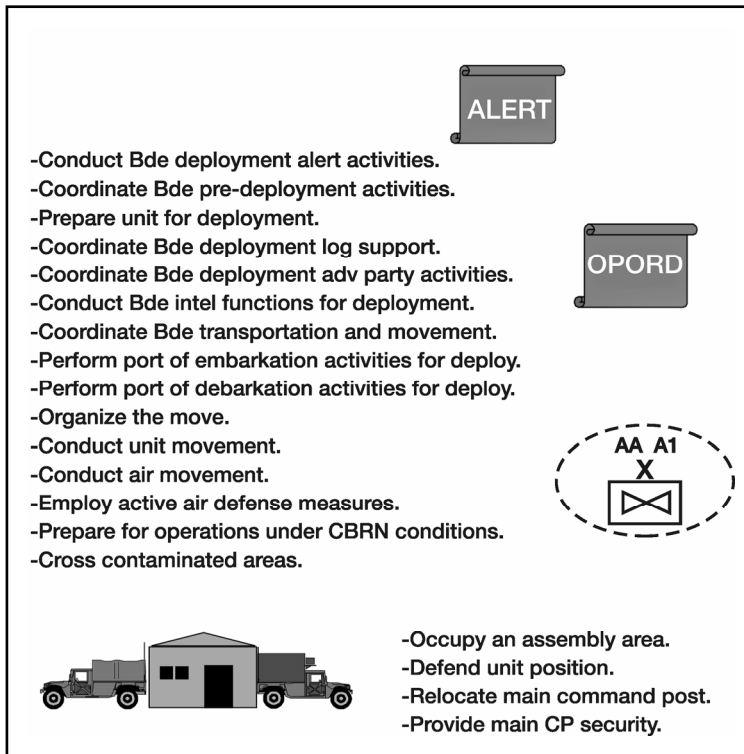 ALERT
-Conduct Bde deployment alert activities.
-Coordinate Bde pre-deployment activities.
-Prepare unit for deployment.
-Coordinate Bde deployment log support.
OPORD
-Coordinate Bde deployment adv party activities.
-Conduct Bde intel functions for deployment.
-Coordinate Bde transportation and movement.
-Perform port of embarkation activities for deploy.
-Perform port of debarkation activities for deploy.
-Organize the move.
-Conduct unit movement.
AA A1
X
-Conduct air movement.
-Employ active air defense measures.
-Prepare for operations under CBRN conditions.
-Cross contaminated areas.
-Occupy an assembly area.
-Defend unit position.
-Relocate main command post.
-Provide main CP security.